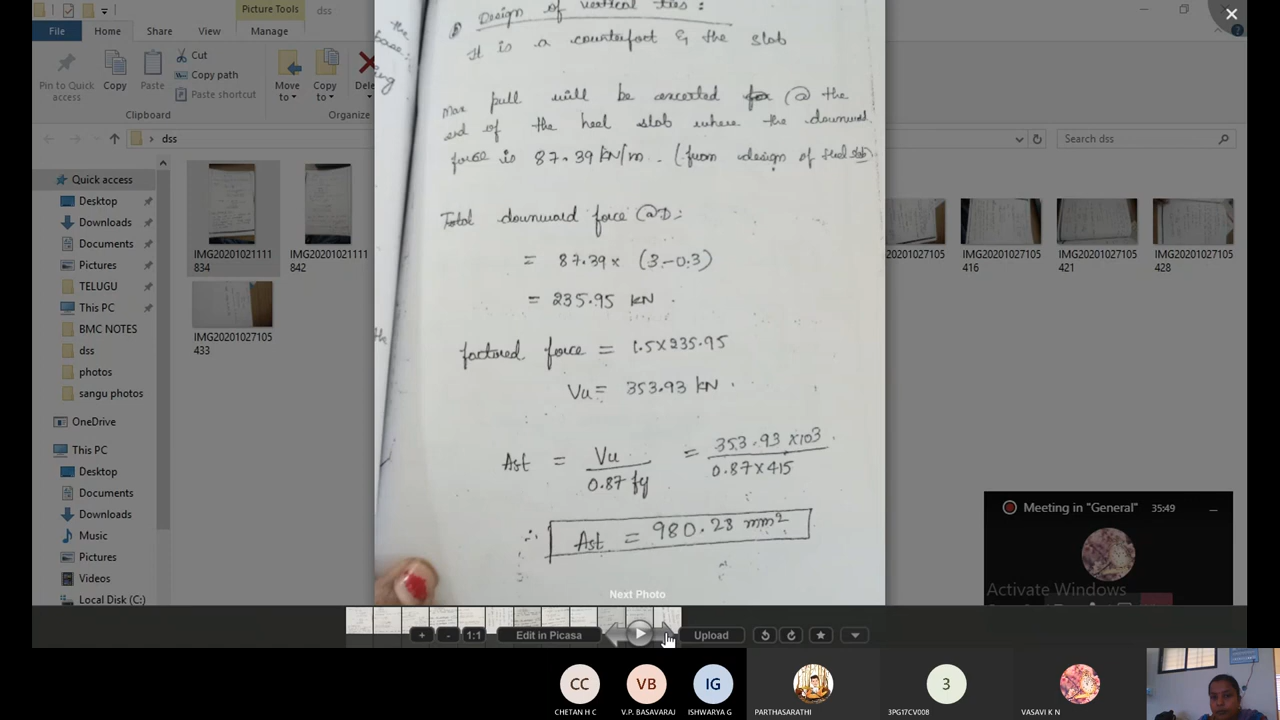 Picture Tools
dss
File
Home
Share
View
Manage
Pin to Quick access
Copy
Paste
Cut
Copy path
Paste shortcut
Clipboard
Move to
Copy to
Organize
dss
Search dss
Quick access
Desktop
Downloads
Documents
Pictures
TELUGU
This PC
BMC NOTES
dss
photos
sangu photos
OneDrive
This PC
Desktop
Documents
Downloads
Music
Pictures
Videos
Local Disk (C:)
IMG20201021111834
IMG20201021111842
IMG20201027105433
IMG20201027105416
IMG20201027105421
IMG20201027105428
the
base:
Design of vertical ties:
It is a counterfort & the slab
Max pull will be @ the
end of the heel slab where the downward
force is 87.39 kN/m. (from design of heel slab)
Total downward force @D:
= 87.39 x (3-0.3)
= 235.95 kN.
factored force = 1.5x235.95
Vu = 353.93 kN.
Ast = Vu / 0.87 fy = 353.93 x103 / 0.87x415
∴ Ast = 980.28 mm2
Next Photo
+ - 1:1 Edit in Picasa Upload
Meeting in "General" 35:49
Activate Windows
CC
VB
IG
3
CHETAN H C
V.P. BASAVARAJ
ISHWARYA G
PARTHASARATHI
3PG17CV008
VASAVI K N